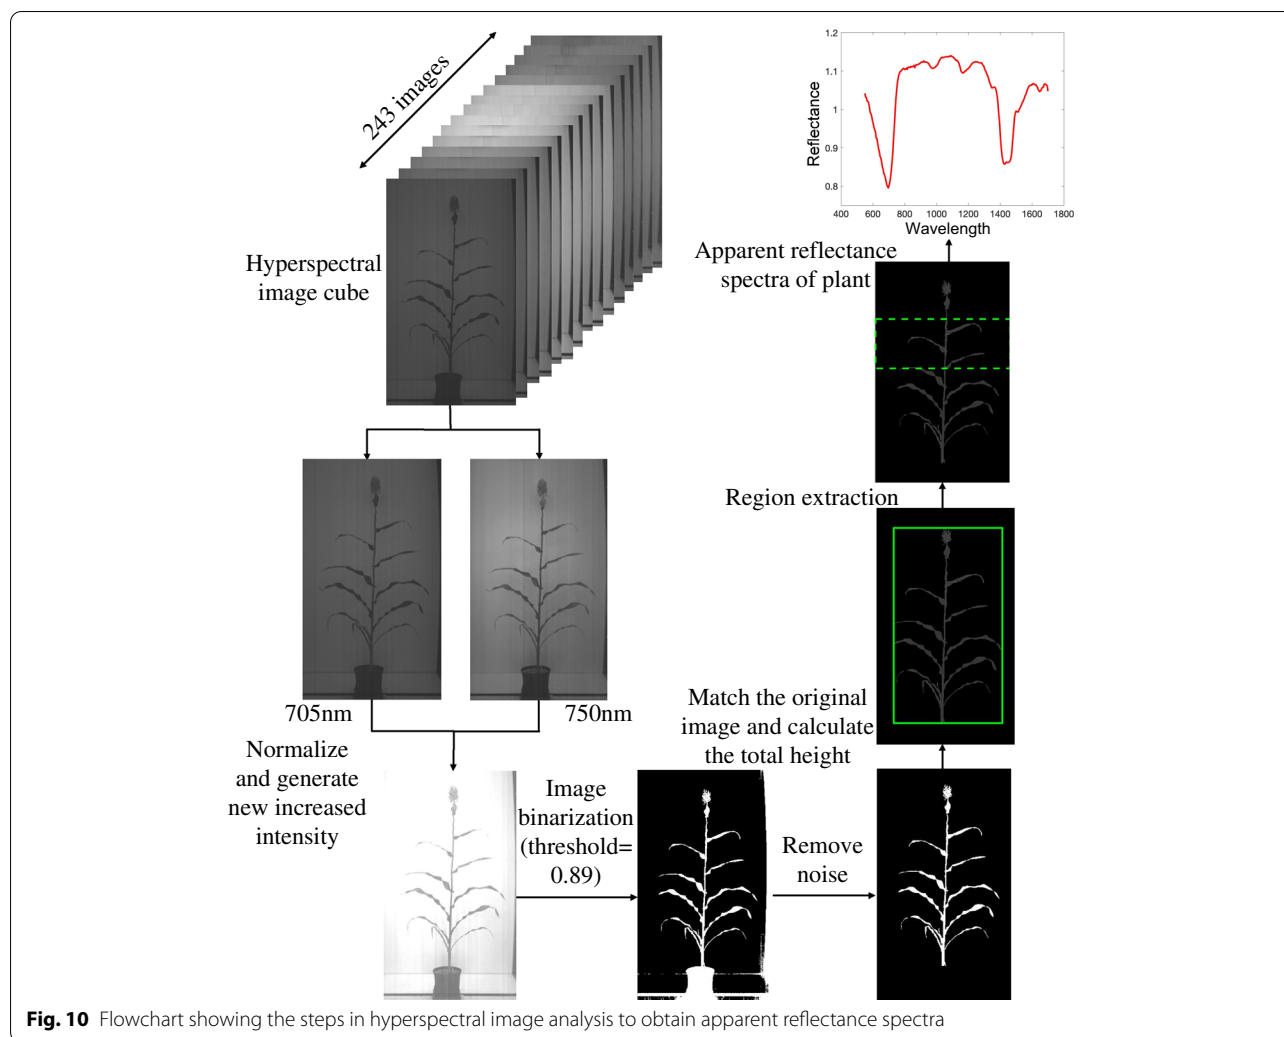 243 images
Hyperspectral
image cube
705nm
750nm
Normalize
and generate
new increased
intensity
Image
binarization
(threshold=
0.89)
Remove
noise
Match the original
image and calculate
the total height
Region extraction
Apparent reflectance
spectra of plant
1.2
1.1
1
0.9
0.8
Reflectance
400 600 800 1000 1200 1400 1600 1800
Wavelength
Fig. 10 Flowchart showing the steps in hyperspectral image analysis to obtain apparent reflectance spectra